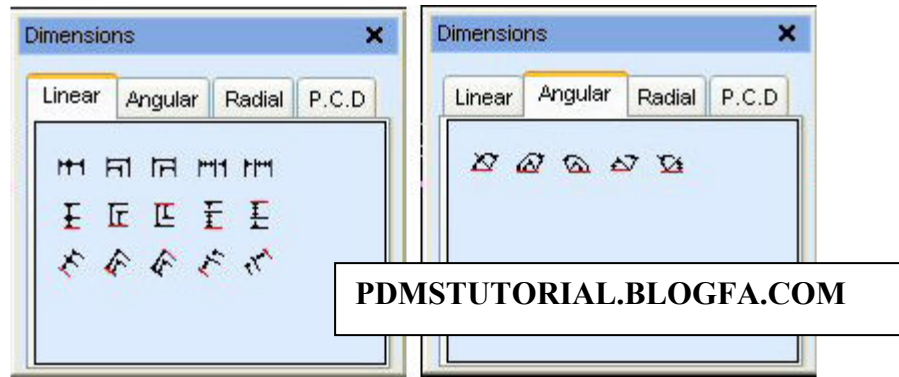 Dimensions
Linear Angular Radial P.C.D
Dimensions
Linear Angular Radial P.C.D
PDMSTUTORIAL.BLOGFA.COM